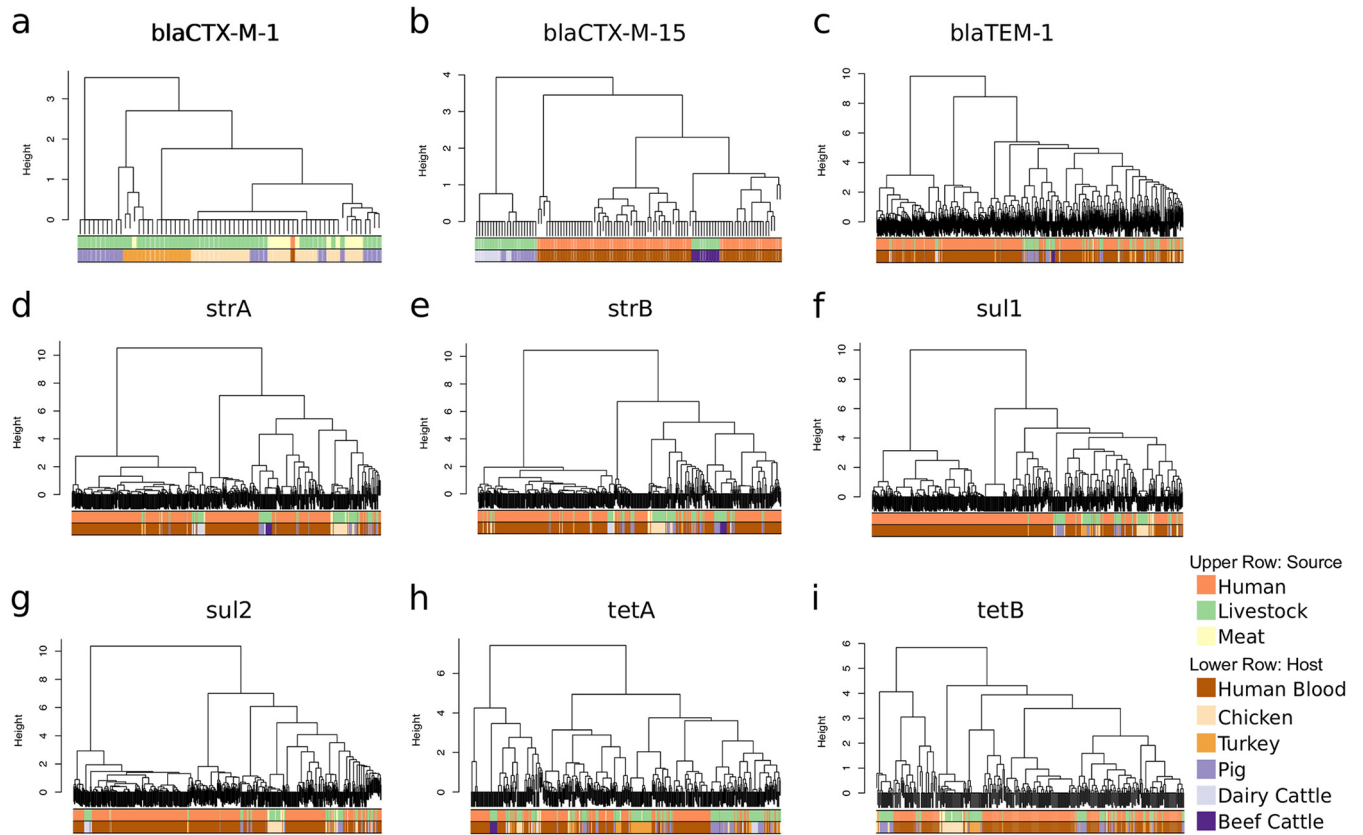 a
blaCTX-M-1
Height
0
1
2
3
b
blaCTX-M-15
Height
0
1
2
3
4
c
blaTEM-1
Height
0
2
4
6
8
10
d
strA
Height
0
2
4
6
8
10
e
strB
Height
0
2
4
6
8
10
f
sul1
Height
0
2
4
6
8
10
g
sul2
Height
0
2
4
6
8
10
h
tetA
Height
0
2
4
6
i
tetB
Height
0
1
2
3
4
5
6
Upper Row: Source
Human
Livestock
Meat
Lower Row: Host
Human Blood
Chicken
Turkey
Pig
Dairy Cattle
Beef Cattle